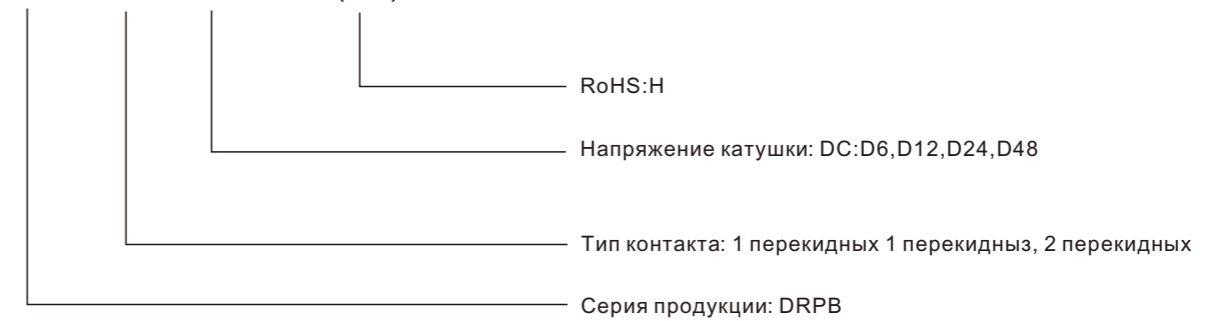 RoHS:H
Напряжение катушки: DC:D6,D12,D24,D48
Тип контакта: 1 перекидных 1 перекидныз, 2 перекидных
Серия продукции: DRPB